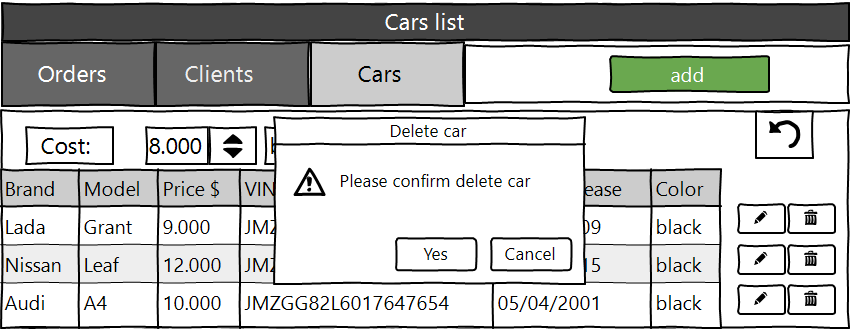 Cars list
Orders Clients Cars add
Delete car
Cost: 8.000
Please confirm delete car
Brand Model Price $ VIN ease Color
Lada Grant 9.000 JMZ 09 black
Yes Cancel
Nissan Leaf 12.000 JMZ 15 black
Audi A4 10.000 JMZGG82L6017647654 05/04/2001 black